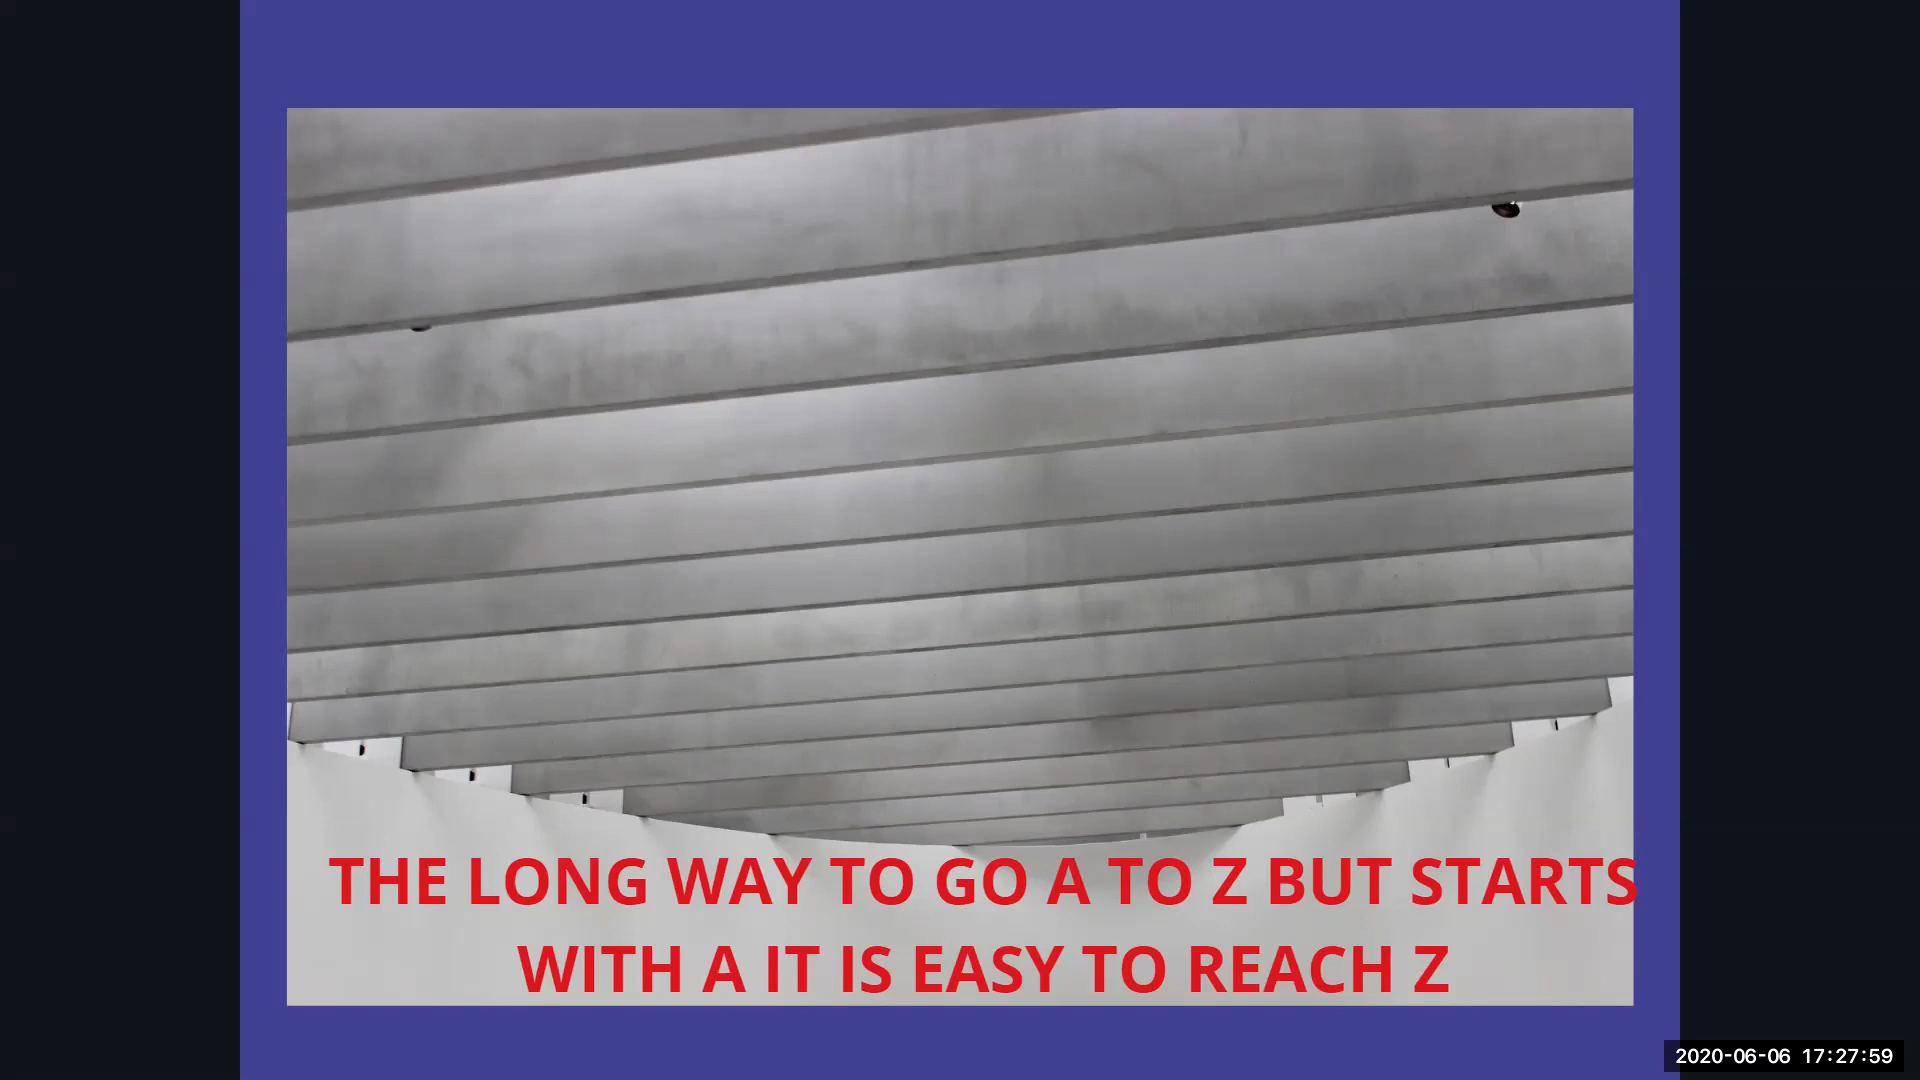 THE LONG WAY TO GO A TO Z BUT STARTS
WITH A IT IS EASY TO REACH Z
2020-06-06 17:27:59